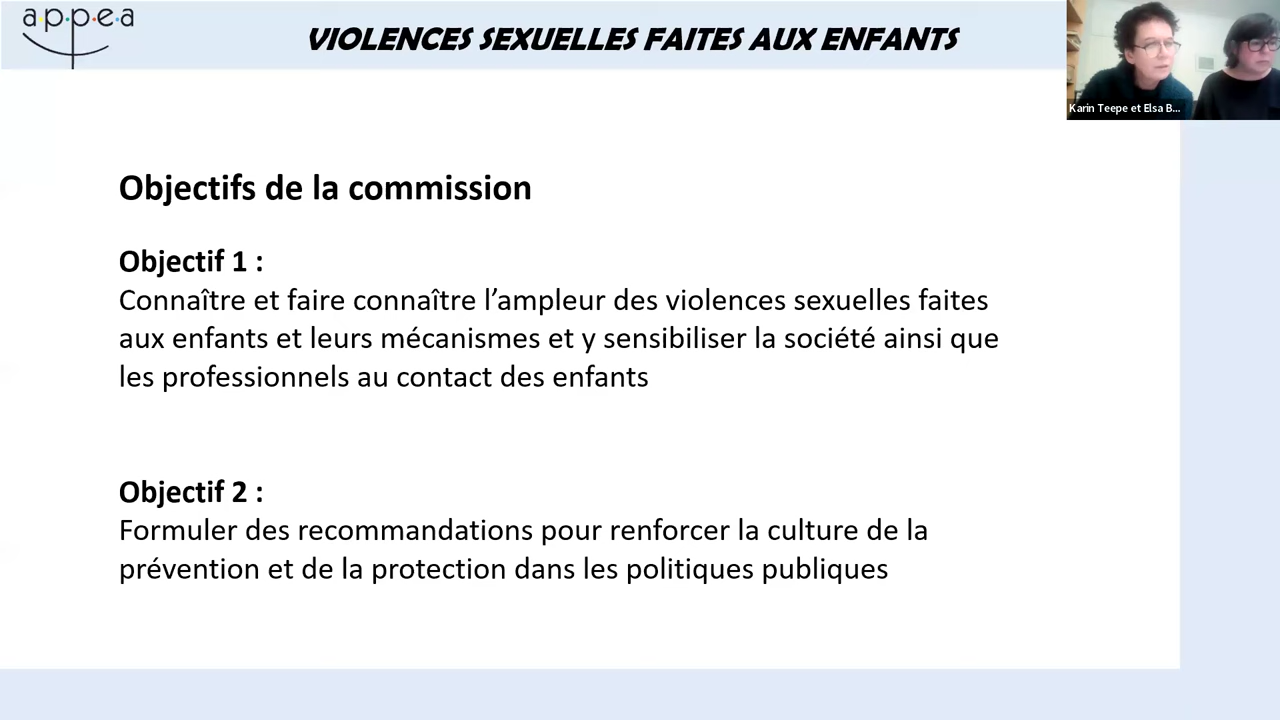 a·p·p·e·a
VIOLENCES SEXUELLES FAITES AUX ENFANTS
Karin Teepe et Elsa B...
Objectifs de la commission
Objectif 1 :
Connaître et faire connaître l’ampleur des violences sexuelles faites
aux enfants et leurs mécanismes et y sensibiliser la société ainsi que
les professionnels au contact des enfants
Objectif 2 :
Formuler des recommandations pour renforcer la culture de la
prévention et de la protection dans les politiques publiques